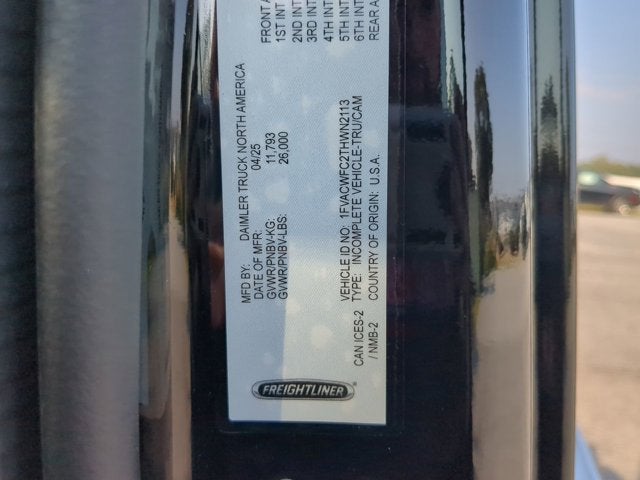 MFD BY: DAIMLER TRUCK NORTH AMERICA
DATE OF MFR: 04/25
GVWR/PNBV-KG: 11,793
GVWR/PNBV-LBS: 26,000
FRONT A
1ST INT
2ND INT
3RD INT
4TH INT
5TH INT
6TH INT
REAR A
VEHICLE ID NO: 1FVACWFC2THWN2113
CAN ICES-2 TYPE: INCOMPLETE VEHICLE-TRU/CAM
/ NMB-2 COUNTRY OF ORIGIN: U.S.A.
FREIGHTLINER